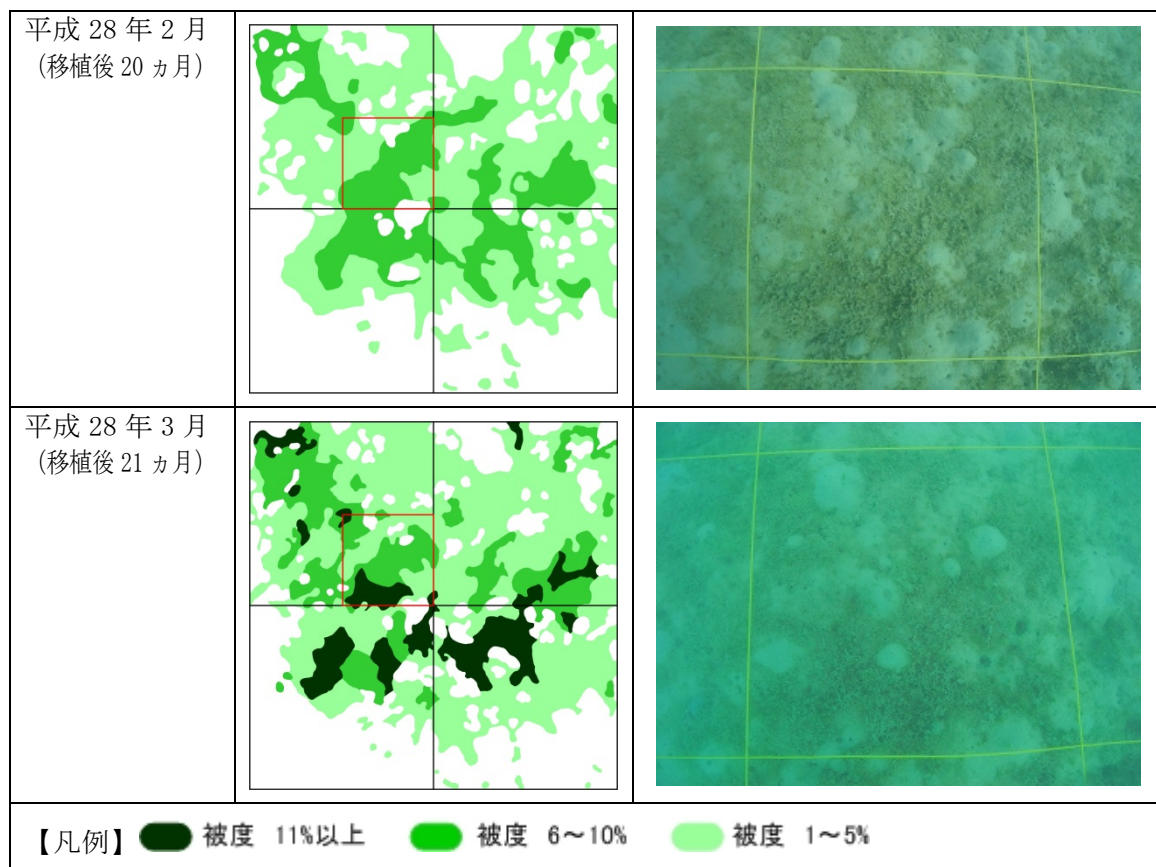 平成 28 年 2 月
(移植後 20 ヵ月)
平成 28 年 3 月
(移植後 21 ヵ月)
【凡例】 被度 11%以上 被度 6～10% 被度 1～5%